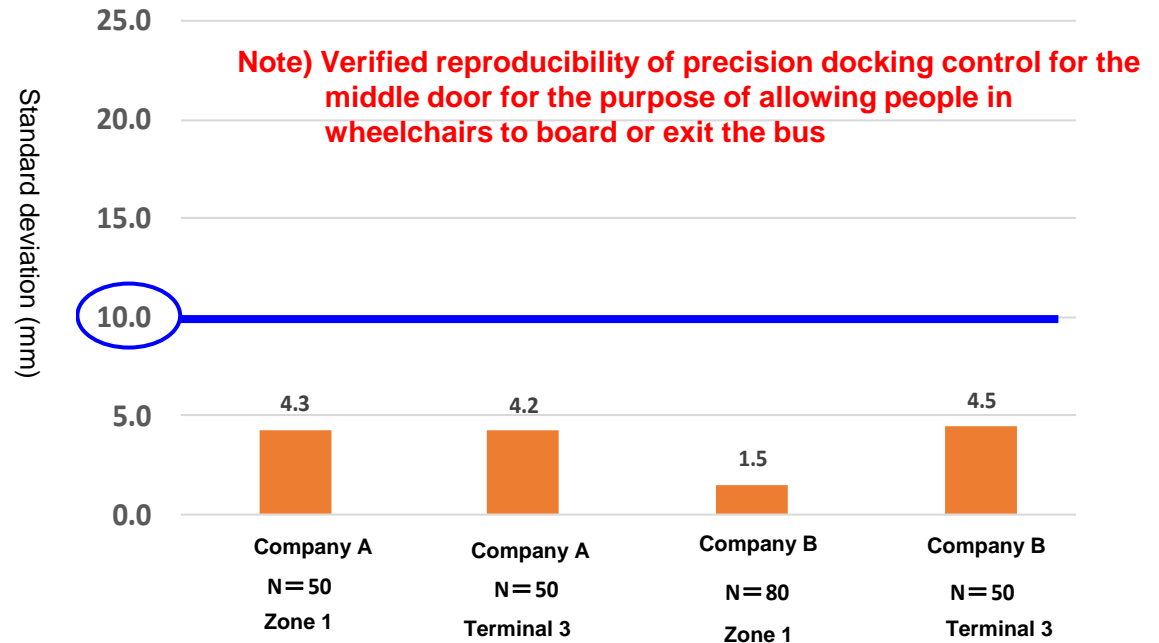 25.0
Note) Verified reproducibility of precision docking control for the
middle door for the purpose of allowing people in
wheelchairs to board or exit the bus
20.0
15.0
10.0
5.0
0.0
Standard deviation (mm)
4.3
4.2
1.5
4.5
Company A
N＝50
Zone 1
Company A
N＝50
Terminal 3
Company B
N＝80
Zone 1
Company B
N＝50
Terminal 3